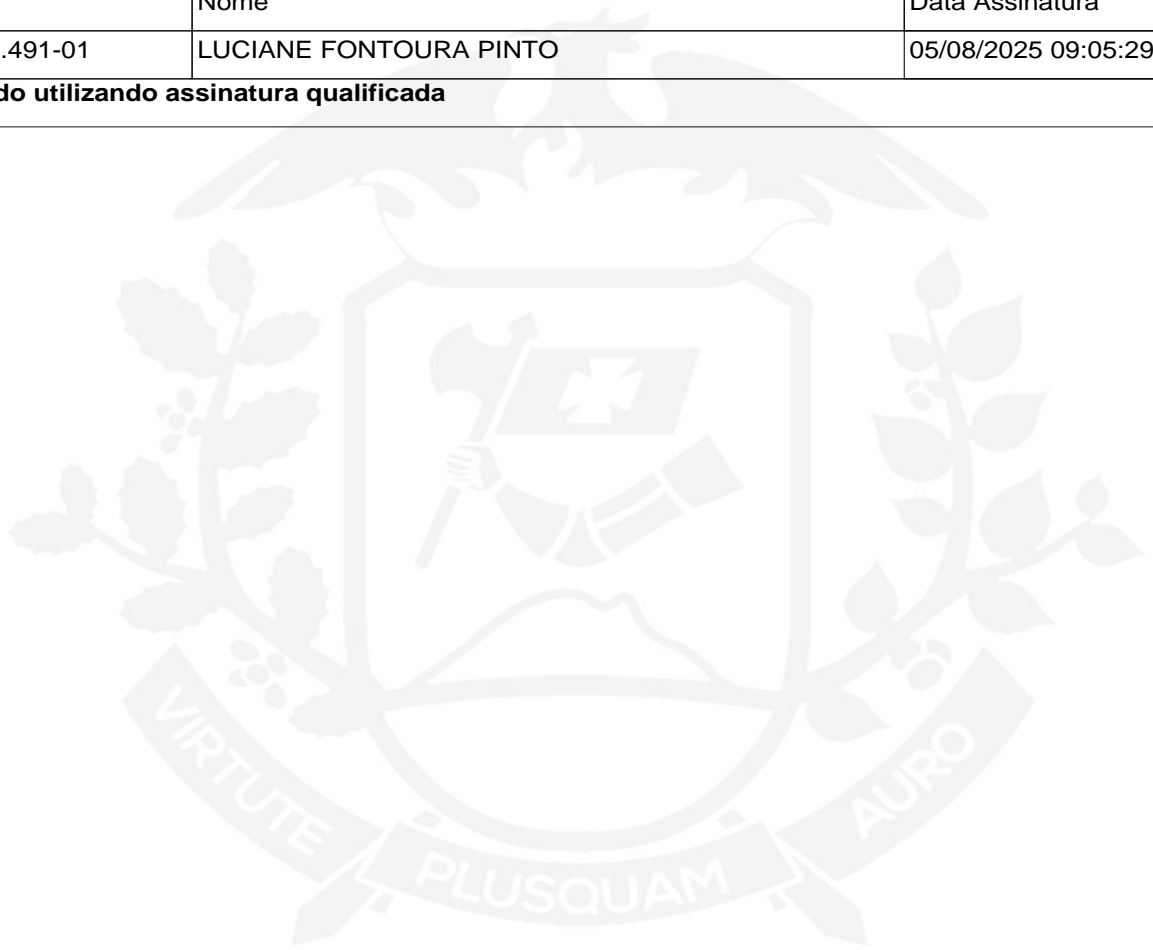 Nome Data Assinatura
.491-01 LUCIANE FONTOURA PINTO 05/08/2025 09:05:29
do utilizando assinatura qualificada
VIRTUTE PLUSQUAM AURO